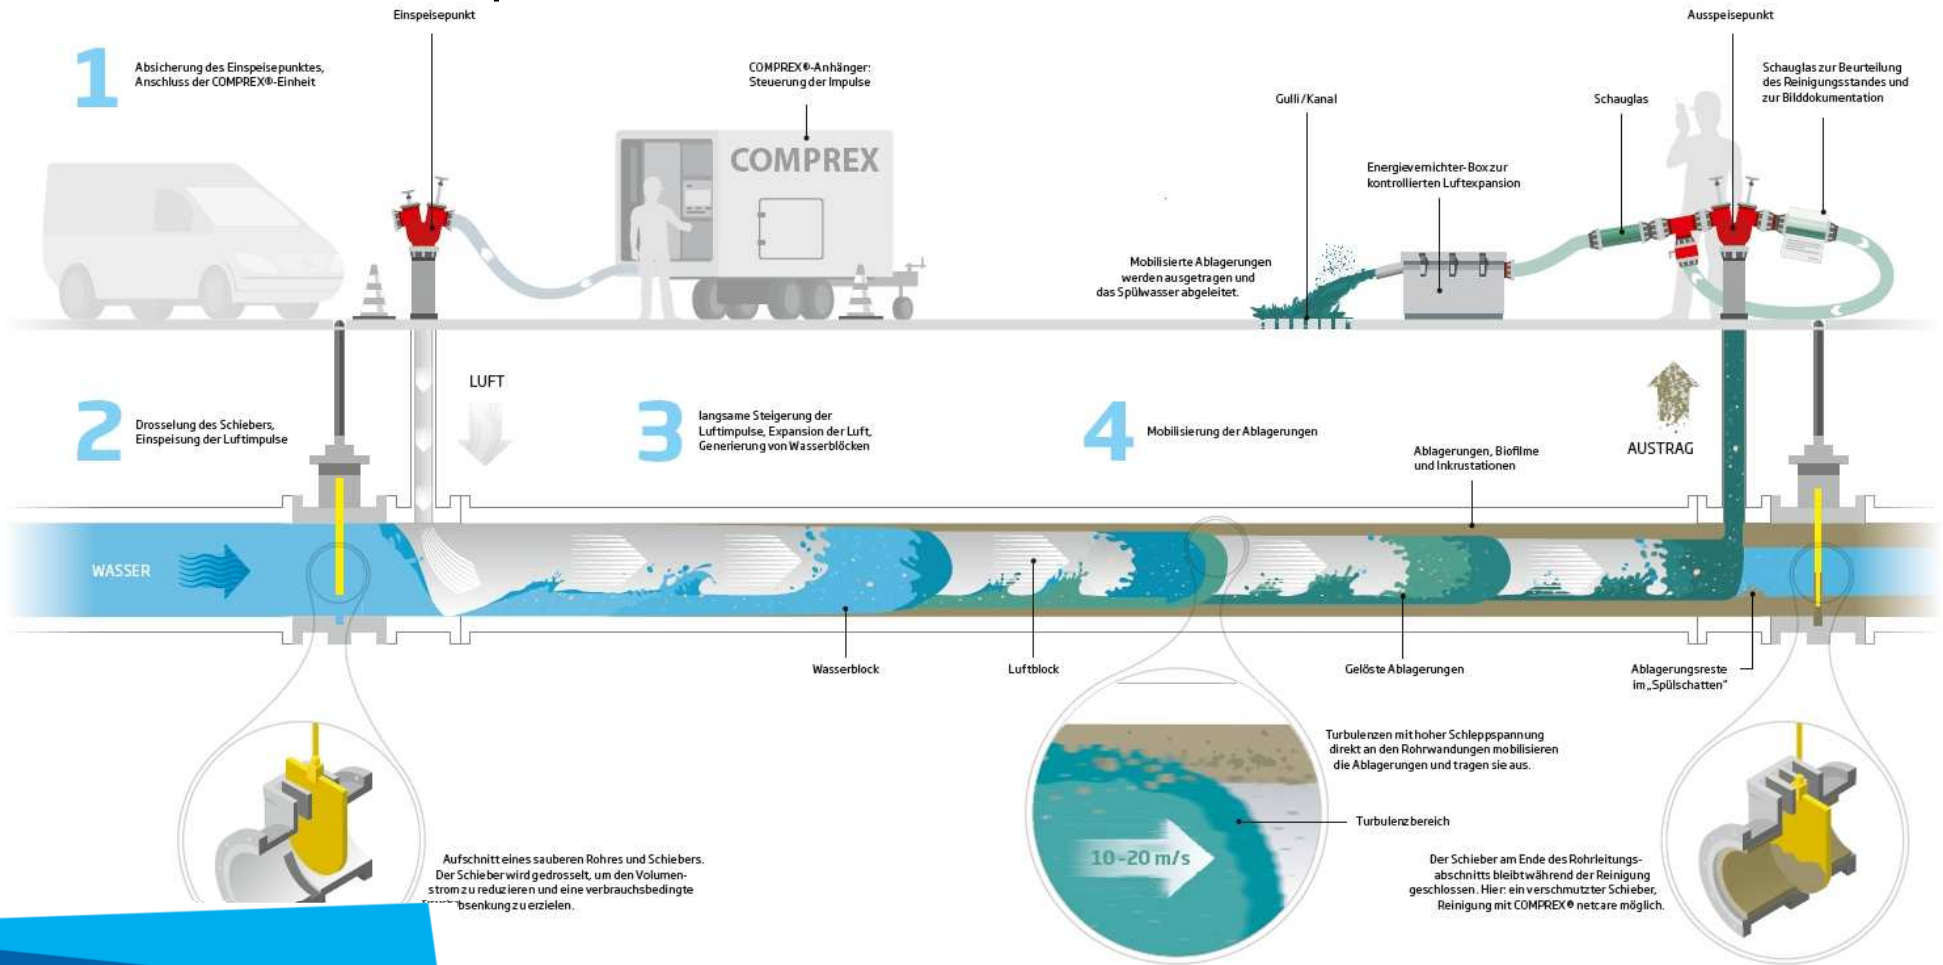 Einspeisepunkt
Ausspeisepunkt
1
Absicherung des Einspeisepunktes,
Anschluss der COMPREX®-Einheit
COMPREX®-Anhänger:
Steuerung der Impulse
COMPREX
Gulli/Kanal
Schauglas
Schauglas zur Beurteilung
des Reinigungsstandes und
zur Bilddokumentation
Energievernichter-Box zur
kontrollierten Luftexpansion
Mobilisierte Ablagerungen
werden ausgetragen und
das Spülwasser abgeleitet.
2
Drosselung des Schiebers,
Einspeisung der Luftimpulse
LUFT
3
langsame Steigerung der
Luftimpulse, Expansion der Luft,
Generierung von Wasserblöcken
4
Mobilisierung der Ablagerungen
Ablagerungen, Biofilme
und Inkrustationen
AUSTRAG
WASSER
Wasserblock
Luftblock
Gelöste Ablagerungen
Ablagerungsreste
im „Spülschatten“
Turbulenzen mit hoher Schleppspannung
direkt an den Rohrwandungen mobilisieren
die Ablagerungen und tragen sie aus.
Turbulenzbereich
10-20 m/s
Aufschnitt eines sauberen Rohres und Schiebers.
Der Schieber wird gedrosselt, um den Volumen-
strom zu reduzieren und eine verbrauchsbedingte
bsenkung zu erzielen.
Der Schieber am Ende des Rohrleitungs-
abschnitts bleibt während der Reinigung
geschlossen. Hier: ein verschmutzter Schieber,
Reinigung mit COMPREX® netcare möglich.